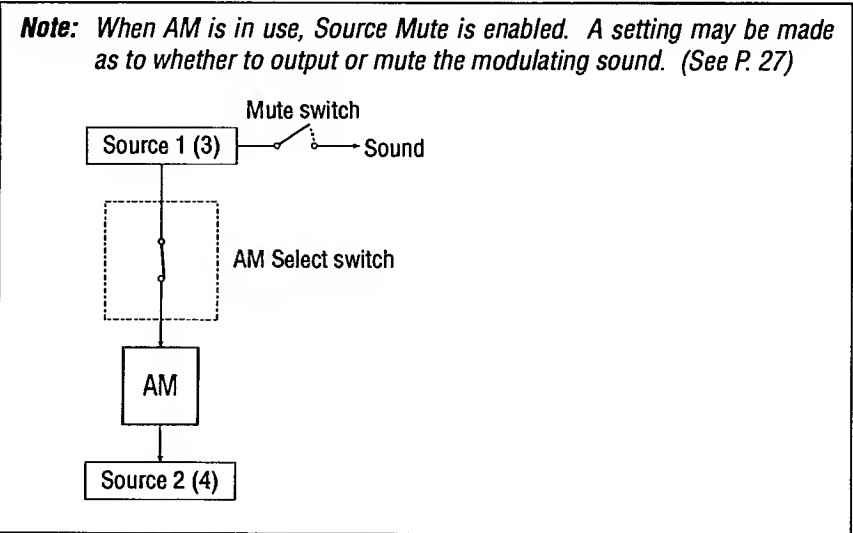 Note: When AM is in use, Source Mute is enabled. A setting may be made
as to whether to output or mute the modulating sound. (See P. 27)
Mute switch
Source 1 (3)
Sound
AM Select switch
AM
Source 2 (4)